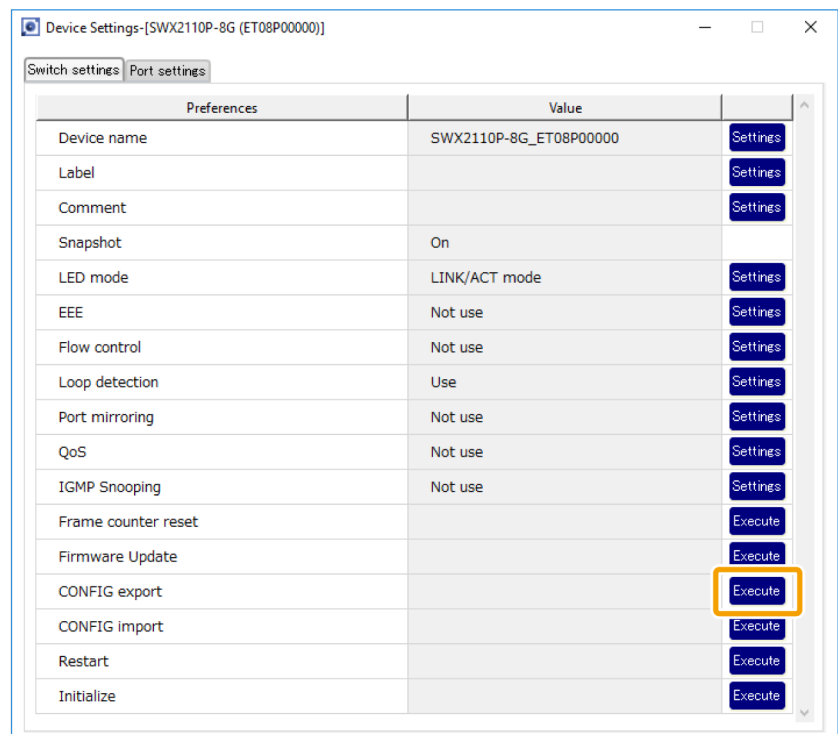 Device Settings-[SWX2110P-8G (ET08P00000)]
Switch settings Port settings
Preferences Value
Device name SWX2110P-8G_ET08P00000 Settings
Label Settings
Comment Settings
Snapshot On
LED mode LINK/ACT mode Settings
EEE Not use Settings
Flow control Not use Settings
Loop detection Use Settings
Port mirroring Not use Settings
QoS Not use Settings
IGMP Snooping Not use Settings
Frame counter reset Execute
Firmware Update Execute
CONFIG export Execute
CONFIG import Execute
Restart Execute
Initialize Execute